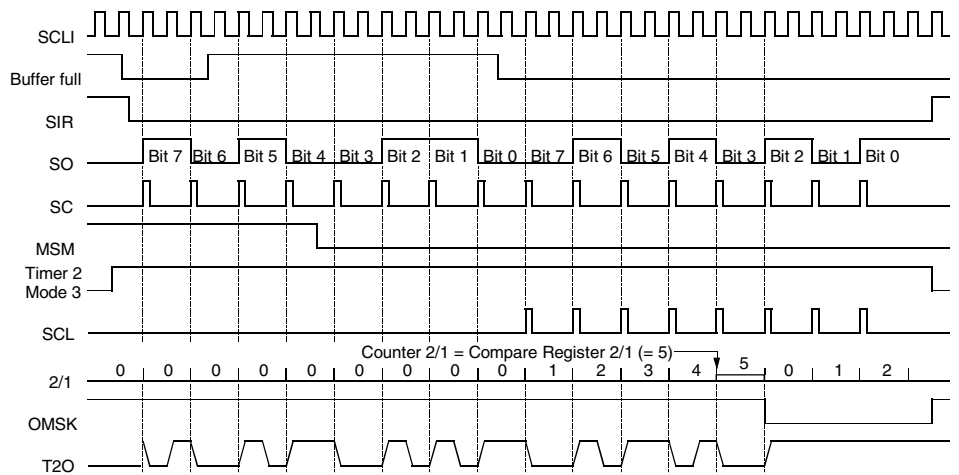 SCLI
Buffer full
SIR
SO
Bit 7 Bit 6 Bit 5 Bit 4 Bit 3 Bit 2 Bit 1 Bit 0 Bit 7 Bit 6 Bit 5 Bit 4 Bit 3 Bit 2 Bit 1 Bit 0
SC
MSM
Timer 2
Mode 3
SCL
Counter 2/1 = Compare Register 2/1 (= 5)
2/1
0 0 0 0 0 0 0 0 1 2 3 4 5 0 1 2
OMSK
T2O